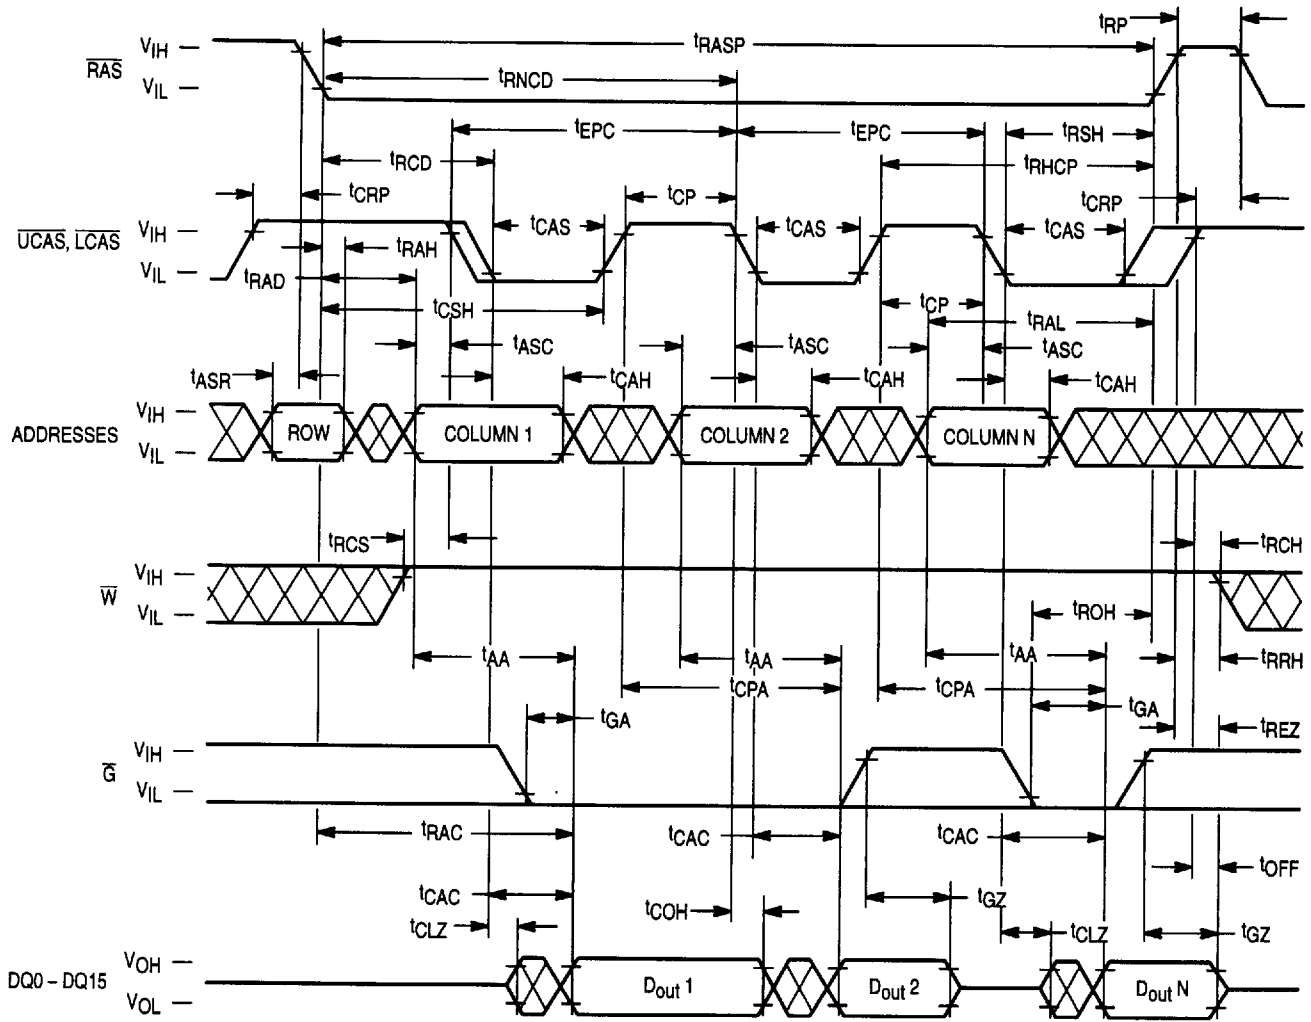 tRP
VIH
tRASP
RAS
tRNCD
VIL
tEPC
tEPC
tRSH
tRCD
tRHCP
tCRP
tCP
tCRP
VIH
UCAS, LCAS
tCAS
tCAS
tCAS
tRAH
VIL
tRAD
tCSH
tCP
tRAL
tASC
tASC
tASC
tASR
tCAH
tCAH
tCAH
VIH
ADDRESSES
ROW
COLUMN 1
COLUMN 2
COLUMN N
VIL
tRCS
tRCH
VIH
W
VIL
tROH
tAA
tAA
tAA
tRRH
tCPA
tCPA
tGA
tGA
tREZ
VIH
G
VIL
tRAC
tCAC
tCAC
tOFF
tCAC
tCOH
tGZ
tCLZ
tCLZ
tGZ
VOH
DQ0 – DQ15
Dout 1
Dout 2
Dout N
VOL